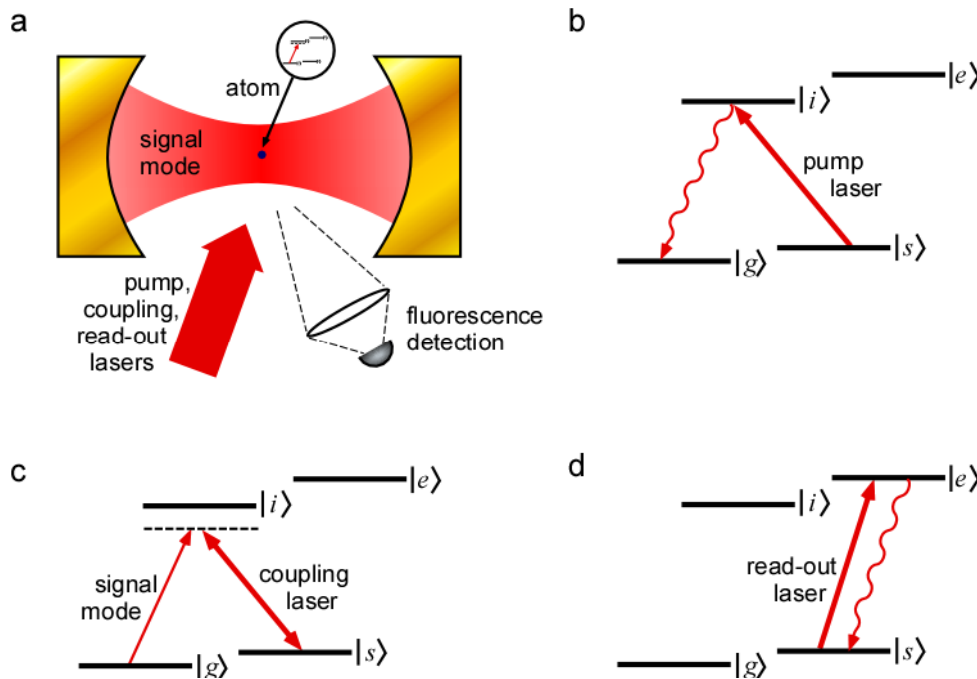 a
atom
signal
mode
pump,
coupling,
read-out
lasers
fluorescence
detection
b
|e⟩
|i⟩
pump
laser
|s⟩
|g⟩
c
|e⟩
|i⟩
signal
mode
coupling
laser
|g⟩
|s⟩
d
|e⟩
|i⟩
read-out
laser
|s⟩
|g⟩